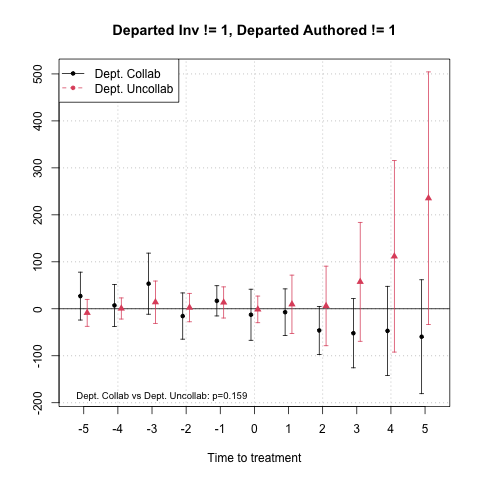 Departed Inv != 1, Departed Authored != 1
Dept. Collab
Dept. Uncollab
500
400
300
200
100
0
-100
-200
Dept. Collab vs Dept. Uncollab: p=0.159
-5 -4 -3 -2 -1 0 1 2 3 4 5
Time to treatment